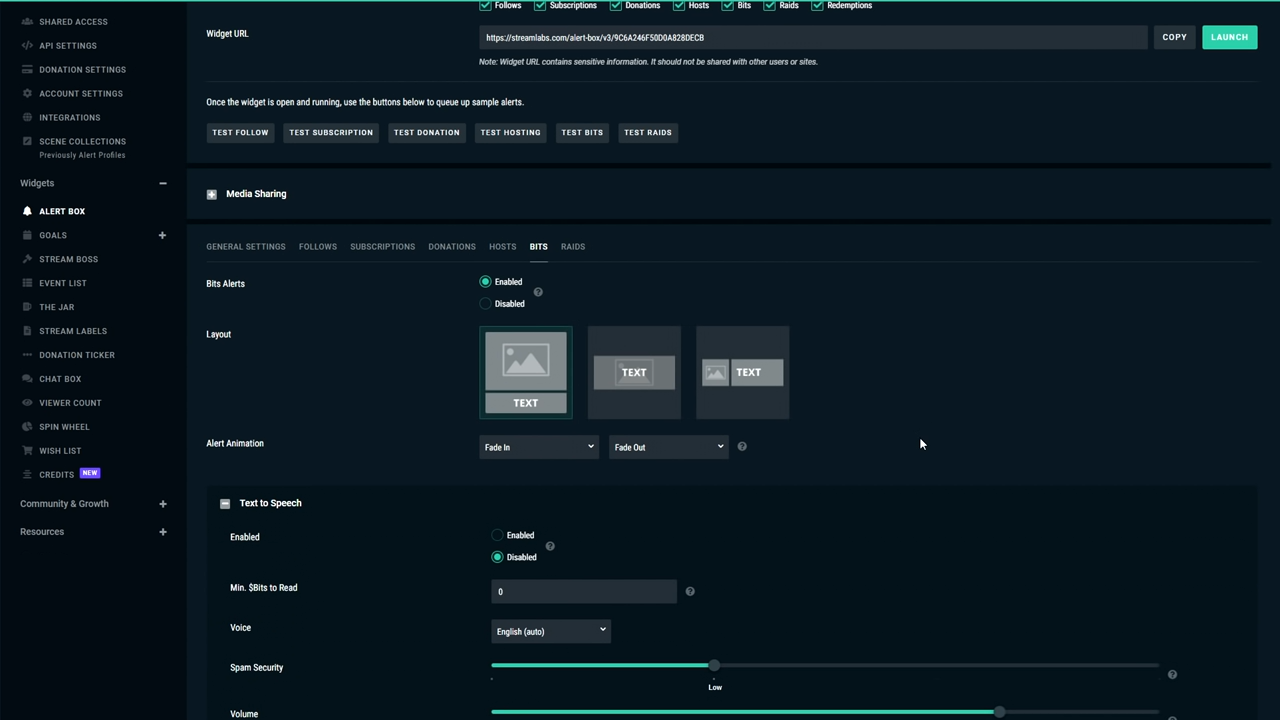 SHARED ACCESS
API SETTINGS
DONATION SETTINGS
ACCOUNT SETTINGS
INTEGRATIONS
SCENE COLLECTIONS
Previously Alert Profiles
Widgets
ALERT BOX
GOALS
STREAM BOSS
EVENT LIST
THE JAR
STREAM LABELS
DONATION TICKER
CHAT BOX
VIEWER COUNT
SPIN WHEEL
WISH LIST
CREDITS NEW
Community & Growth
Resources
Follows Subscriptions Donations Hosts Bits Raids Redemptions
Widget URL https://streamlabs.com/alert-box/v3/9C6A246F50D0A828DECB COPY LAUNCH
Note: Widget URL contains sensitive information. It should not be shared with other users or sites.
Once the widget is open and running, use the buttons below to queue up sample alerts.
TEST FOLLOW TEST SUBSCRIPTION TEST DONATION TEST HOSTING TEST BITS TEST RAIDS
Media Sharing
GENERAL SETTINGS FOLLOWS SUBSCRIPTIONS DONATIONS HOSTS BITS RAIDS
Bits Alerts Enabled
Disabled
Layout
TEXT TEXT
TEXT
Alert Animation Fade In Fade Out
Text to Speech
Enabled Enabled
Disabled
Min. $Bits to Read 0
Voice English (auto)
Spam Security
Low
Volume